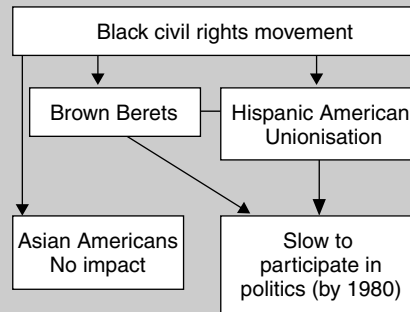 Black civil rights movement
Brown Berets
Hispanic American
Unionisation
Asian Americans
No impact
Slow to
participate in
politics (by 1980)